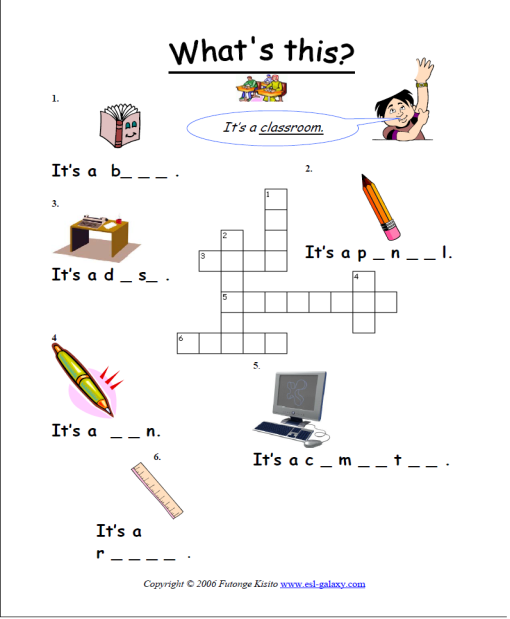 What's this?
1.
It's a classroom.
It's a b_ _ _ .
2.
It's a p _ n _ _ l.
3.
It's a d _ s_ .
1
2
3
4
5
6
4
It's a _ _ n.
5.
It's a c _ m _ _ t _ _ .
6.
It's a
r _ _ _ _ .
Copyright © 2006 Futonge Kisito www.esl-galaxy.com